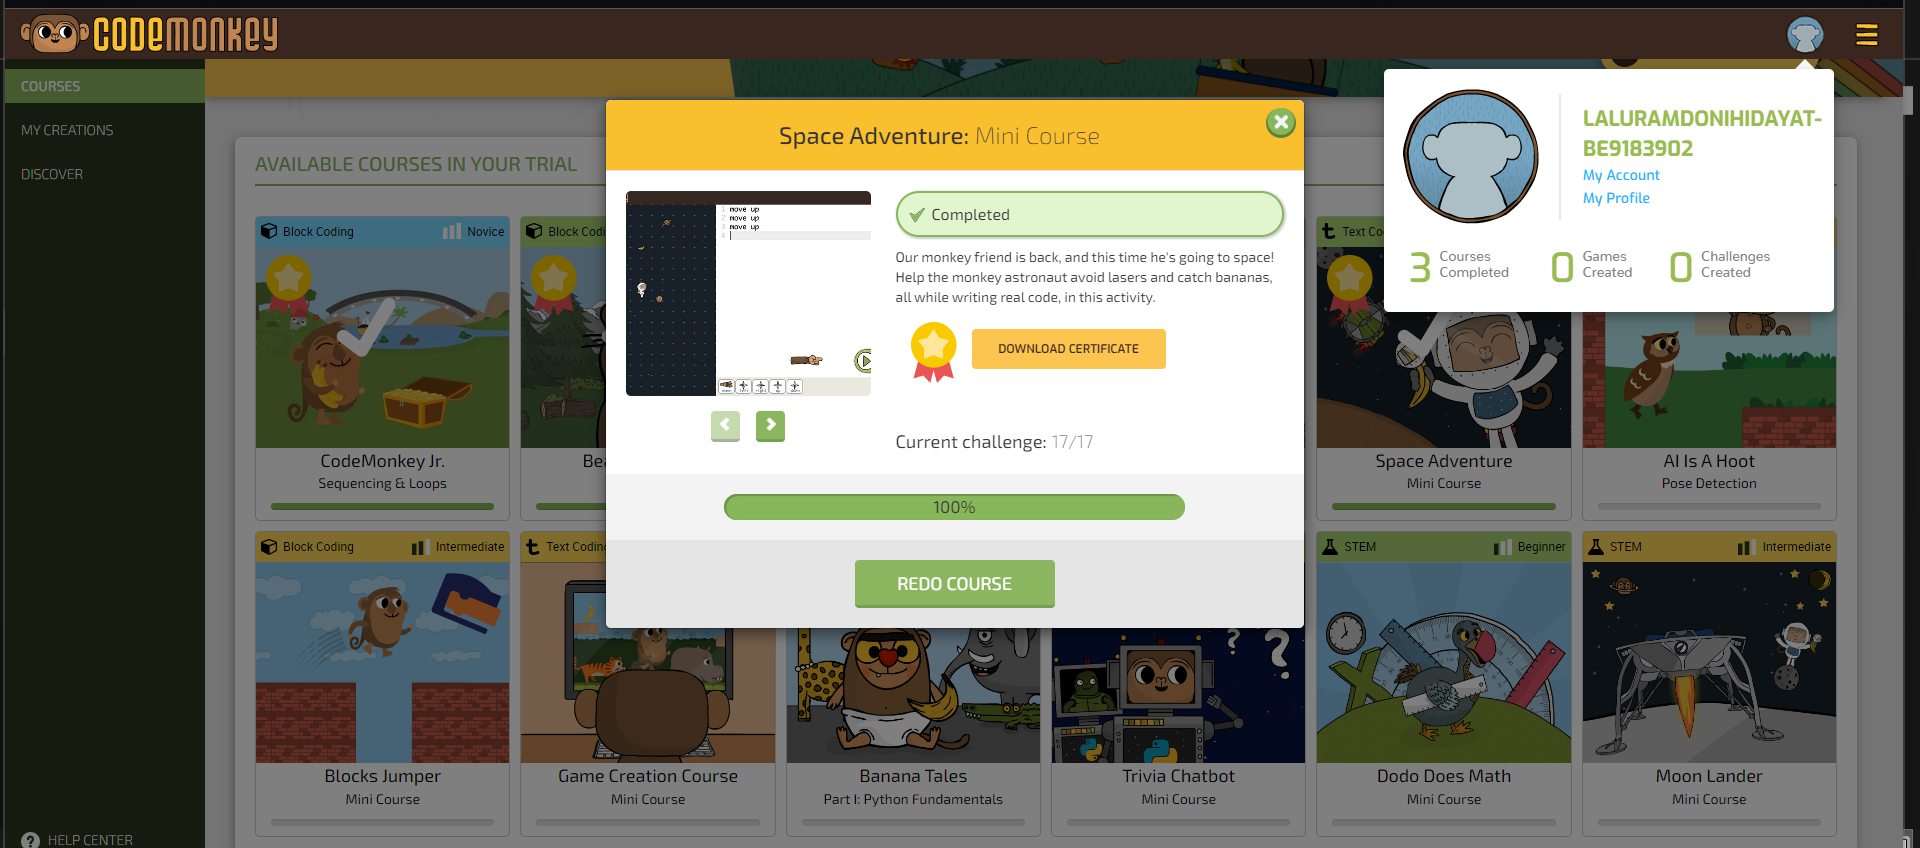 CODEMONKEY
COURSES
MY CREATIONS
DISCOVER
HELP CENTER
AVAILABLE COURSES IN YOUR TRIAL
Block Coding
Novice
CodeMonkey Jr.
Sequencing & Loops
Block Codi
Bea
Text Co
Space Adventure
Mini Course
AI Is A Hoot
Pose Detection
Block Coding
Intermediate
Blocks Jumper
Mini Course
Text Coding
Game Creation Course
Mini Course
Banana Tales
Part I: Python Fundamentals
Trivia Chatbot
Mini Course
STEM
Beginner
Dodo Does Math
Mini Course
STEM
Intermediate
Moon Lander
Mini Course
Space Adventure: Mini Course
1 move up
2 move up
3 move up
4
Completed
Our monkey friend is back, and this time he's going to space!
Help the monkey astronaut avoid lasers and catch bananas,
all while writing real code, in this activity.
DOWNLOAD CERTIFICATE
Current challenge: 17/17
100%
REDO COURSE
LALURAMDONIHIDAYAT-
BE9183902
My Account
My Profile
3 Courses
Completed
0 Games
Created
0 Challenges
Created